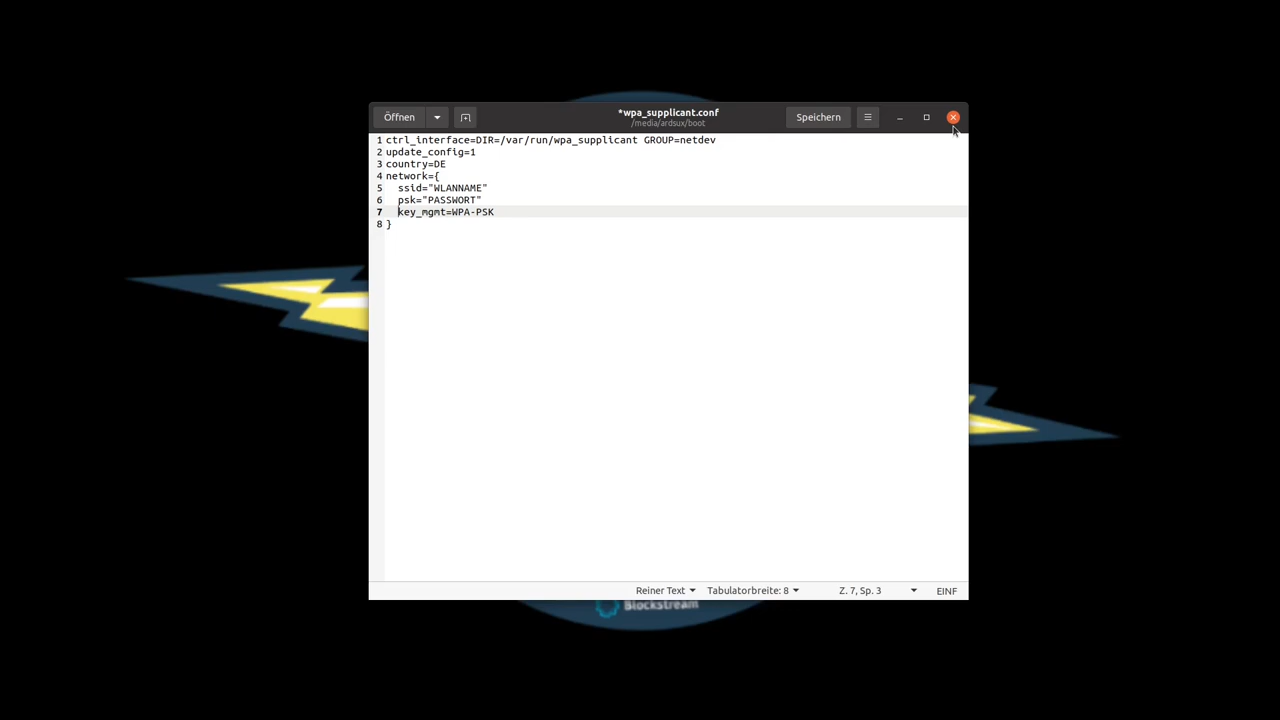 Öffnen
*wpa_supplicant.conf
/media/ardsux/boot
Speichern
1 ctrl_interface=DIR=/var/run/wpa_supplicant GROUP=netdev
2 update_config=1
3 country=DE
4 network={
5   ssid="WLANNAME"
6   psk="PASSWORT"
7   key_mgmt=WPA-PSK
8 }
Reiner Text
Tabulatorbreite: 8
Z. 7, Sp. 3
EINF
Blockstream